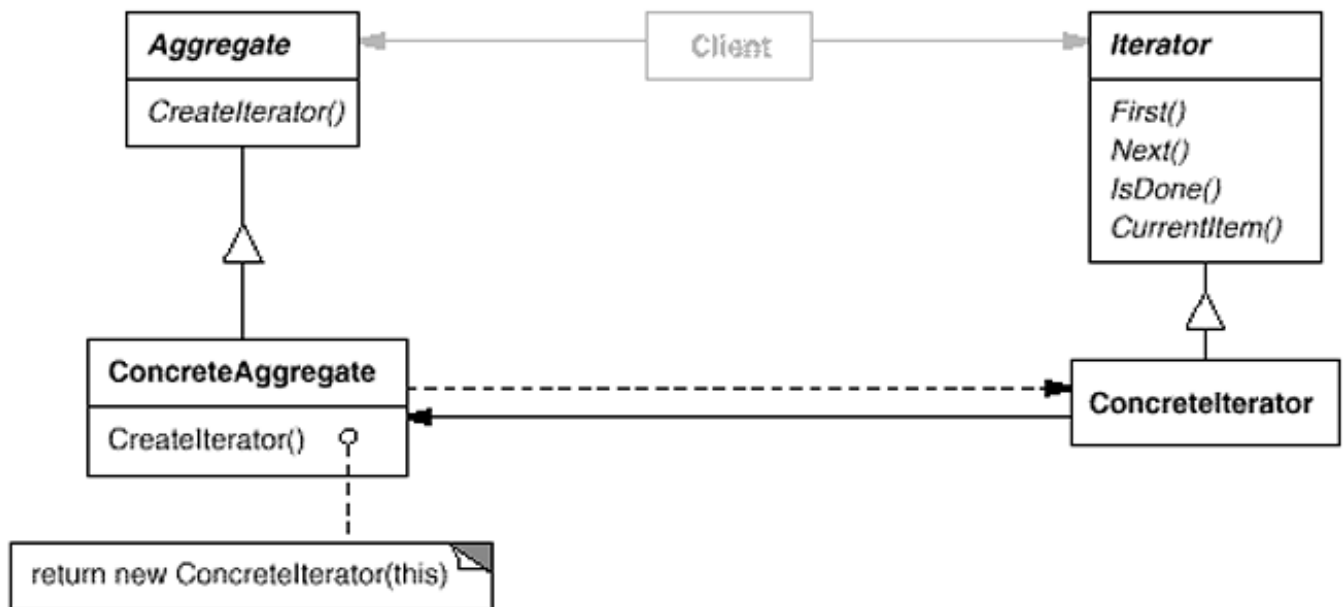 Aggregate
CreateIterator()
Client
Iterator
First()
Next()
IsDone()
CurrentItem()
ConcreteAggregate
CreateIterator()
ConcreteIterator
return new ConcreteIterator(this)